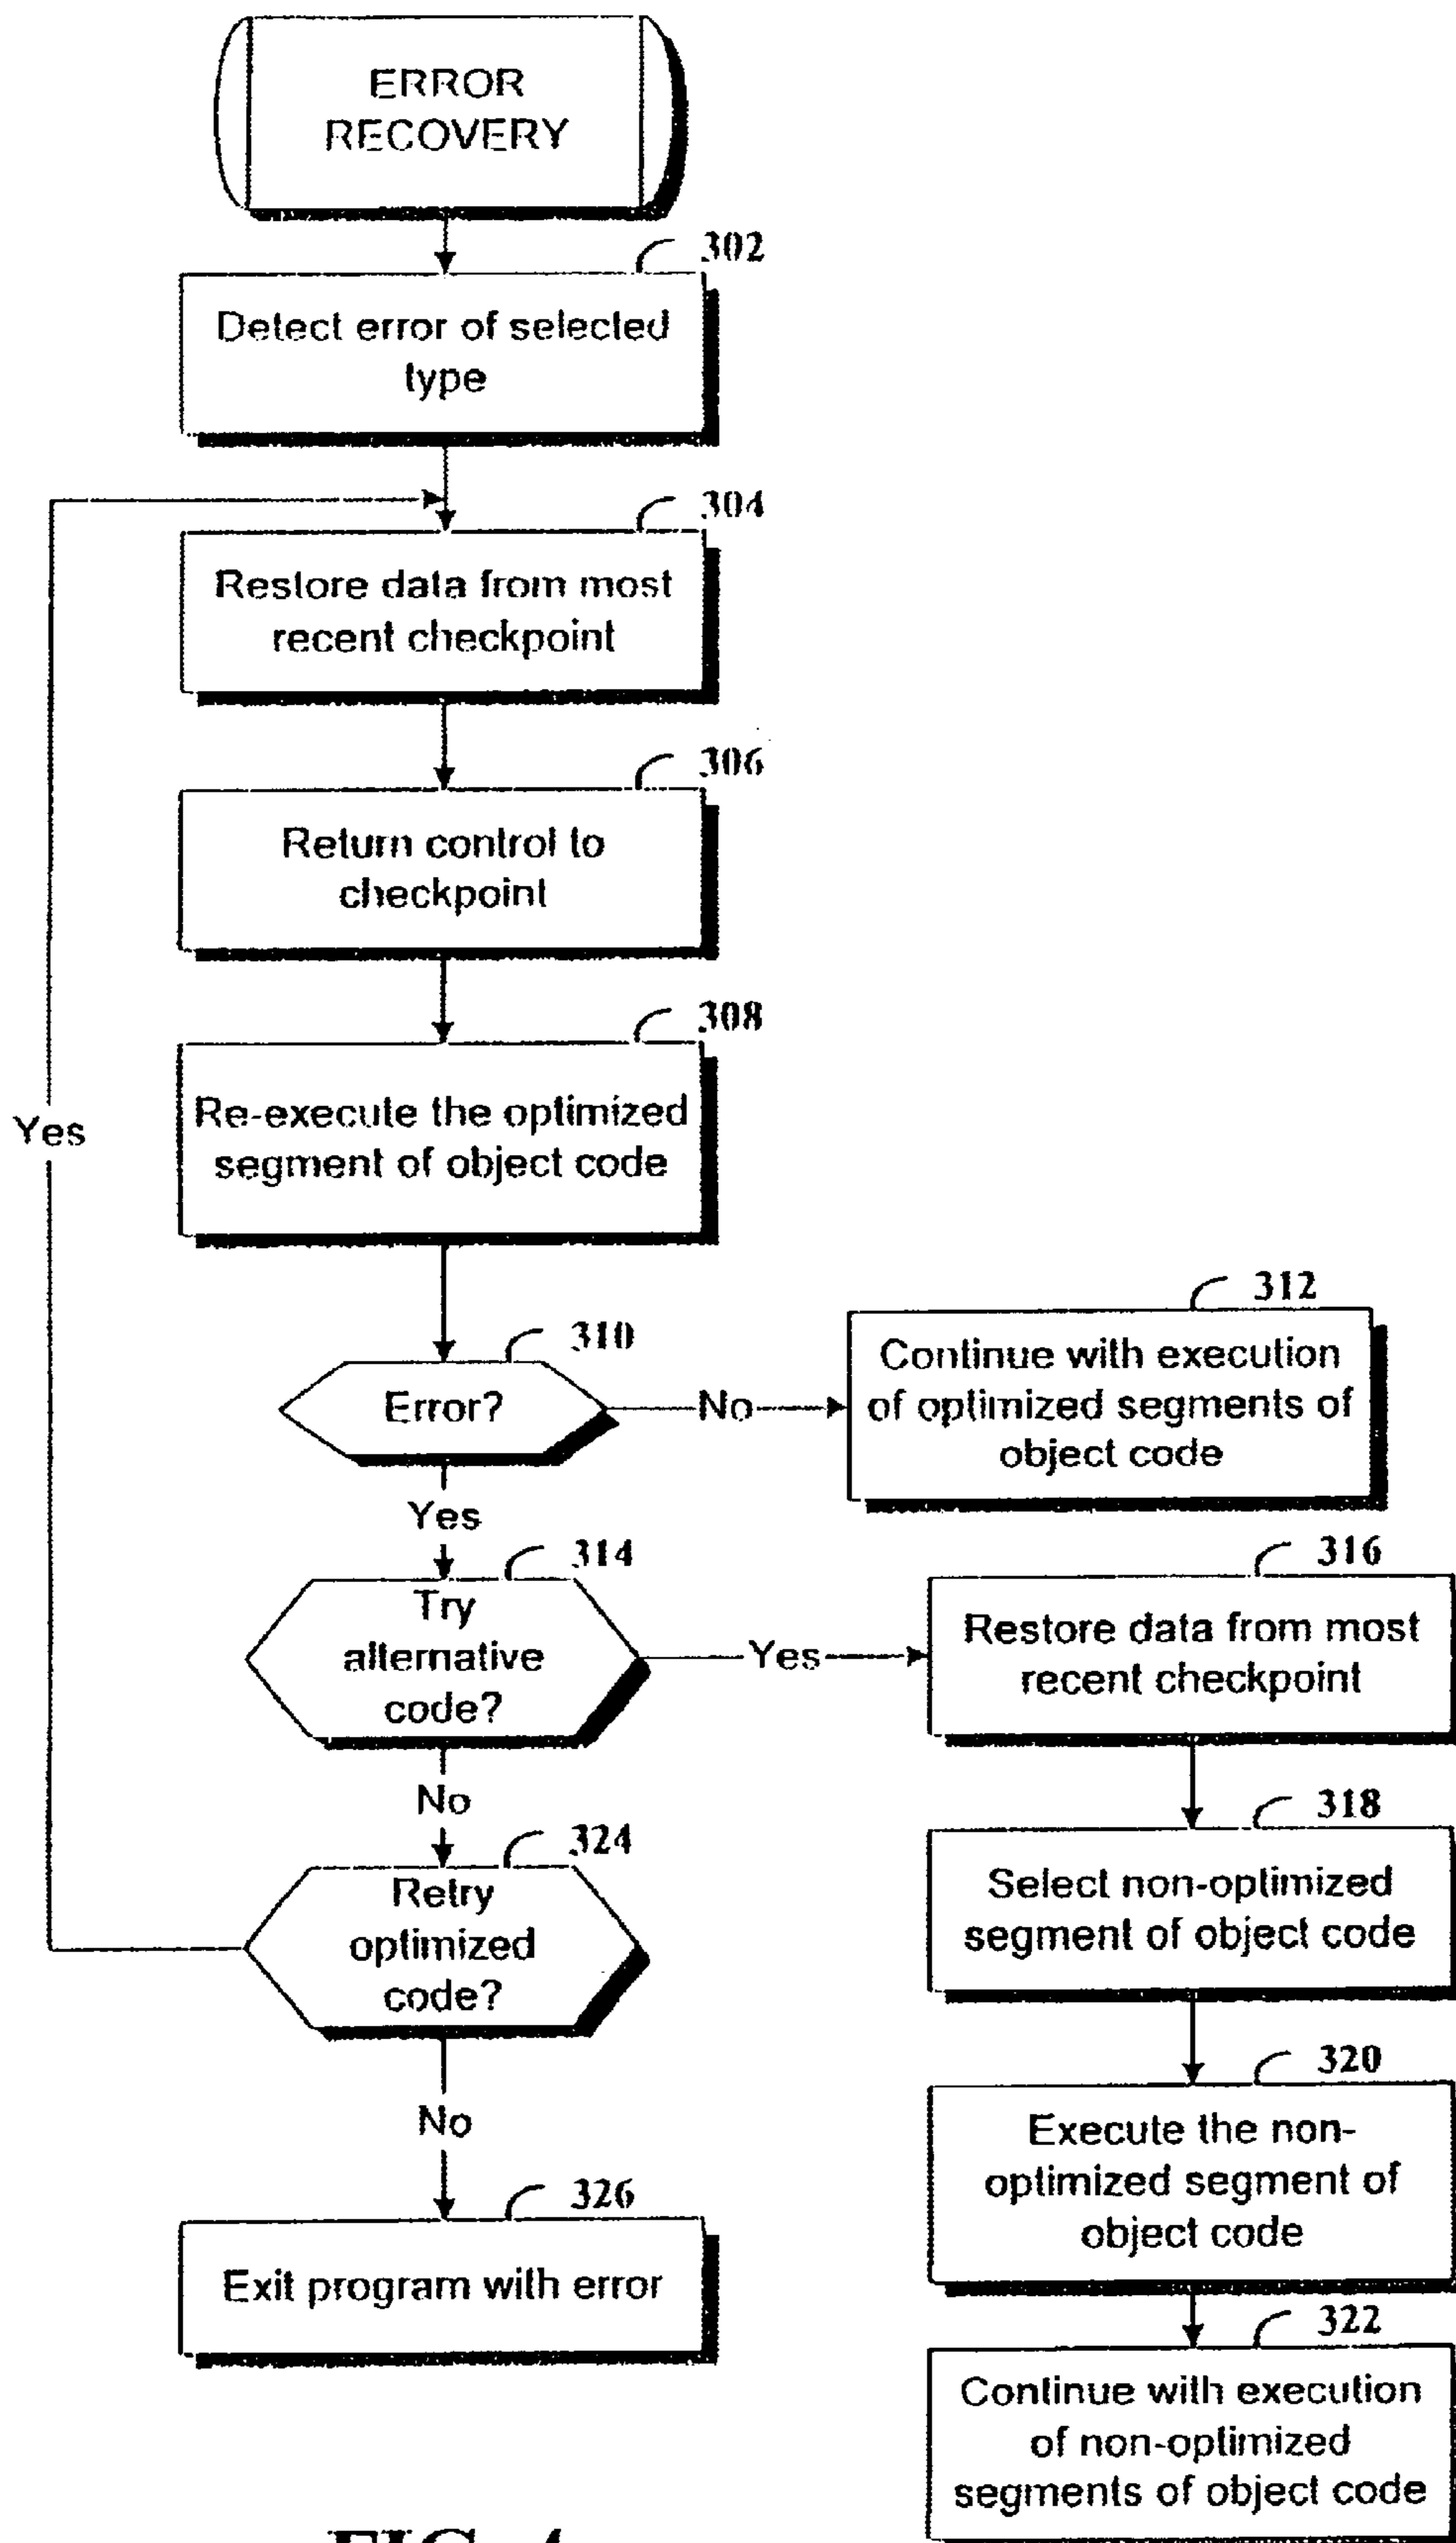 ERROR
RECOVERY
302
Detect error of selected
type
304
Restore data from most
recent checkpoint
306
Return control to
checkpoint
308
Re-execute the optimized
segment of object code
Yes
310
Error?
No
312
Continue with execution
of optimized segments of
object code
Yes
314
Try
alternative
code?
Yes
316
Restore data from most
recent checkpoint
No
318
Select non-optimized
segment of object code
324
Retry
optimized
code?
320
Execute the non-
optimized segment of
object code
No
326
Exit program with error
322
Continue with execution
of non-optimized
segments of object code
FIG. 4